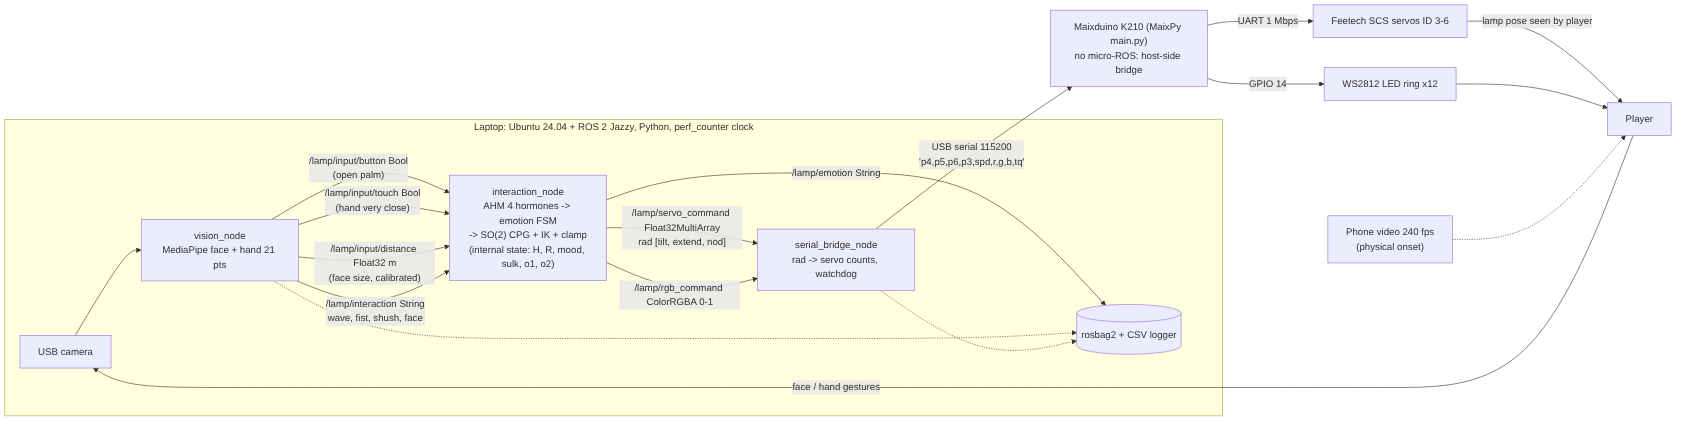 Laptop: Ubuntu 24.04 + ROS 2 Jazzy, Python, perf_counter clock
USB camera
vision_node
MediaPipe face + hand 21
pts
/lamp/input/button Bool
(open palm)
/lamp/input/touch Bool
(hand very close)
/lamp/input/distance
Float32 m
(face size, calibrated)
/lamp/interaction String
wave, fist, shush, face
interaction_node
AHM 4 hormones ->
emotion FSM
-> SO(2) CPG + IK + clamp
(internal state: H, R, mood,
sulk, o1, o2)
/lamp/emotion String
/lamp/servo_command
Float32MultiArray
rad [tilt, extend, nod]
/lamp/rgb_command
ColorRGBA 0-1
serial_bridge_node
rad -> servo counts,
watchdog
USB serial 115200
'p4,p5,p6,p3,spd,r,g,b,tq'
rosbag2 + CSV logger
face / hand gestures
Maixduino K210 (MaixPy
main.py)
no micro-ROS: host-side
bridge
UART 1 Mbps
GPIO 14
Feetech SCS servos ID 3-6
WS2812 LED ring x12
lamp pose seen by player
Player
Phone video 240 fps
(physical onset)